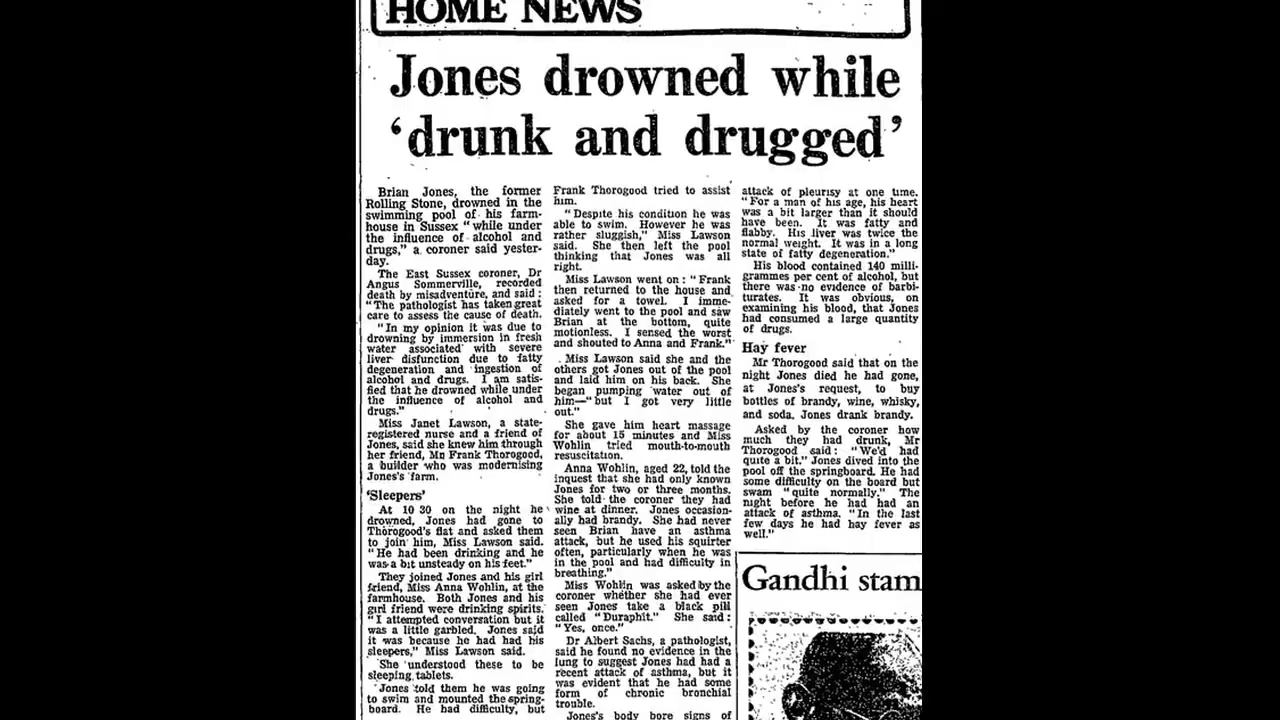 HOME NEWS
Jones drowned while
‘drunk and drugged’
Brian Jones, the former
Rolling Stone, drowned in the
swimming pool of his farm-
house in Sussex “ while under
the influence of alcohol and
drugs,” a coroner said yester-
day.
The East Sussex coroner, Dr
Angus Sommerville, recorded
death by misadventure, and said :
“The pathologist has taken great
care to assess the cause of death.
“In my opinion it was due to
drowning by immersion in fresh
water associated with severe
liver disfunction due to fatty
degeneration and ingestion of
alcohol and drugs. I am satis-
fied that he drowned while under
the influence of alcohol and
drugs.”
Miss Janet Lawson, a state-
registered nurse and a friend of
Jones, said she knew him through
her friend, Mr Frank Thorogood,
a builder who was modernising
Jones’s farm.
‘Sleepers’
At 10 30 on the night he
drowned, Jones had gone to
Thorogood’s flat and asked them
to join him, Miss Lawson said.
“He had been drinking and he
was a bit unsteady on his feet.”
They joined Jones and his girl
friend, Miss Anna Wohlin, at the
farmhouse. Both Jones and his
girl friend were drinking spirits.
“I attempted conversation but it
was a little garbled. Jones said
it was because he had had his
sleepers,” Miss Lawson said.
She understood these to be
sleeping tablets.
Jones told them he was going
to swim and mounted the spring-
board. He had difficulty, but
Frank Thorogood tried to assist
him.
“Despite his condition he was
able to swim. However he was
rather sluggish,” Miss Lawson
said. She then left the pool
thinking that Jones was all
right.
Miss Lawson went on : “Frank
then returned to the house and
asked for a towel. I imme-
diately went to the pool and saw
Brian at the bottom, quite
motionless. I sensed the worst
and shouted to Anna and Frank.”
Miss Lawson said she and the
others got Jones out of the pool
and laid him on his back. She
began pumping water out of
him—“but I got very little
out.”
She gave him heart massage
for about 15 minutes and Miss
Wohlin tried mouth-to-mouth
resuscitation.
Anna Wohlin, aged 22, told the
inquest that she had only known
Jones for two or three months.
She told the coroner they had
wine at dinner. Jones occasion-
ally had brandy. She had never
seen Brian have an asthma
attack, but he used his squirter
often, particularly when he was
in the pool and had difficulty in
breathing.”
Miss Wohlin was asked by the
coroner whether she had ever
seen Jones take a black pill
called “Duraphit.” She said:
“Yes, once.”
Dr Albert Sachs, a pathologist,
said he found no evidence in the
lung to suggest Jones had had a
recent attack of asthma, but it
was evident that he had some
form of chronic bronchial
trouble.
Jones’s body bore signs of
attack of pleurisy at one time.
“For a man of his age, his heart
was a bit larger than it should
have been. It was fatty and
flabby. His liver was twice the
normal weight. It was in a long
state of fatty degeneration.”
His blood contained 140 milli-
grammes per cent of alcohol, but
there was no evidence of barbi-
turates. It was obvious, on
examining his blood, that Jones
had consumed a large quantity
of drugs.
Hay fever
Mr Thorogood said that on the
night Jones died he had gone,
at Jones’s request, to buy
bottles of brandy, wine, whisky,
and soda. Jones drank brandy.
Asked by the coroner how
much they had drunk, Mr
Thorogood said : “We’d had
quite a bit.” Jones dived into the
pool off the springboard. He had
some difficulty on the board but
swam “quite normally.” The
night before he had had an
attack of asthma. “In the last
few days he had hay fever as
well.”
Gandhi stam